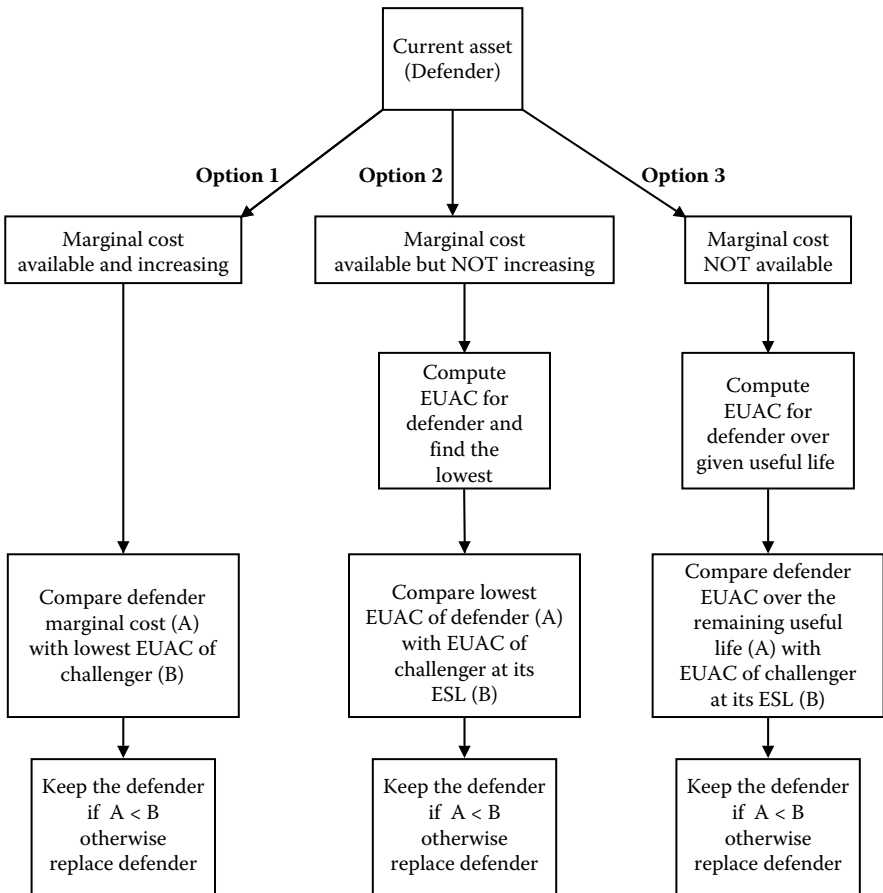 Current asset
(Defender)
Option 1
Option 2
Option 3
Marginal cost
available and increasing
Marginal cost
available but NOT increasing
Marginal cost
NOT available
Compute
EUAC for
defender and
find the
lowest
Compute
EUAC for
defender over
given useful life
Compare defender
marginal cost (A)
with lowest EUAC of
challenger (B)
Compare lowest
EUAC of defender (A)
with EUAC of
challenger at its
ESL (B)
Compare defender
EUAC over the
remaining useful
life (A) with
EUAC of challenger
at its ESL (B)
Keep the defender
if A < B
otherwise
replace defender
Keep the defender
if A < B
otherwise
replace defender
Keep the defender
if A < B
otherwise
replace defender